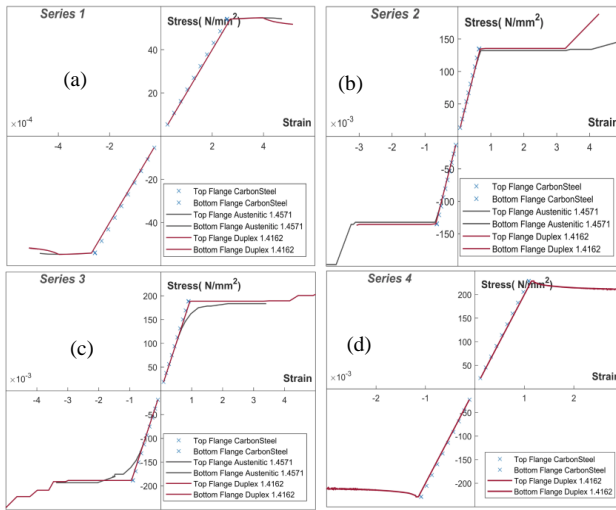 Series 1
Stress( N/mm²)
(a)
40
20
Strain
×10⁻⁴
-4
-2
2
4
-20
-40
Top Flange CarbonSteel
Bottom Flange CarbonSteel
Top Flange Austenitic 1.4571
Bottom Flange Austenitic 1.4571
Top Flange Duplex 1.4162
Bottom Flange Duplex 1.4162
Series 2
Stress( N/mm²)
(b)
150
100
50
Strain
×10⁻³
-3
-2
-1
1
2
3
4
-50
-100
-150
Top Flange CarbonSteel
Bottom Flange CarbonSteel
Top Flange Austenitic 1.4571
Bottom Flange Austenitic 1.4571
Top Flange Duplex 1.4162
Bottom Flange Duplex 1.4162
Series 3
Stress( N/mm²)
(c)
200
150
100
50
Strain
×10⁻³
-4
-3
-2
-1
1
2
3
4
5
-50
-100
-150
-200
Top Flange CarbonSteel
Bottom Flange CarbonSteel
Top Flange Austenitic 1.4571
Bottom Flange Austenitic 1.4571
Top Flange Duplex 1.4162
Bottom Flange Duplex 1.4162
Series 4
Stress( N/mm²)
(d)
200
150
100
50
Strain
×10⁻³
-2
-1
1
2
-50
-100
-150
-200
Top Flange CarbonSteel
Bottom Flange CarbonSteel
Top Flange Duplex 1.4162
Bottom Flange Duplex 1.4162